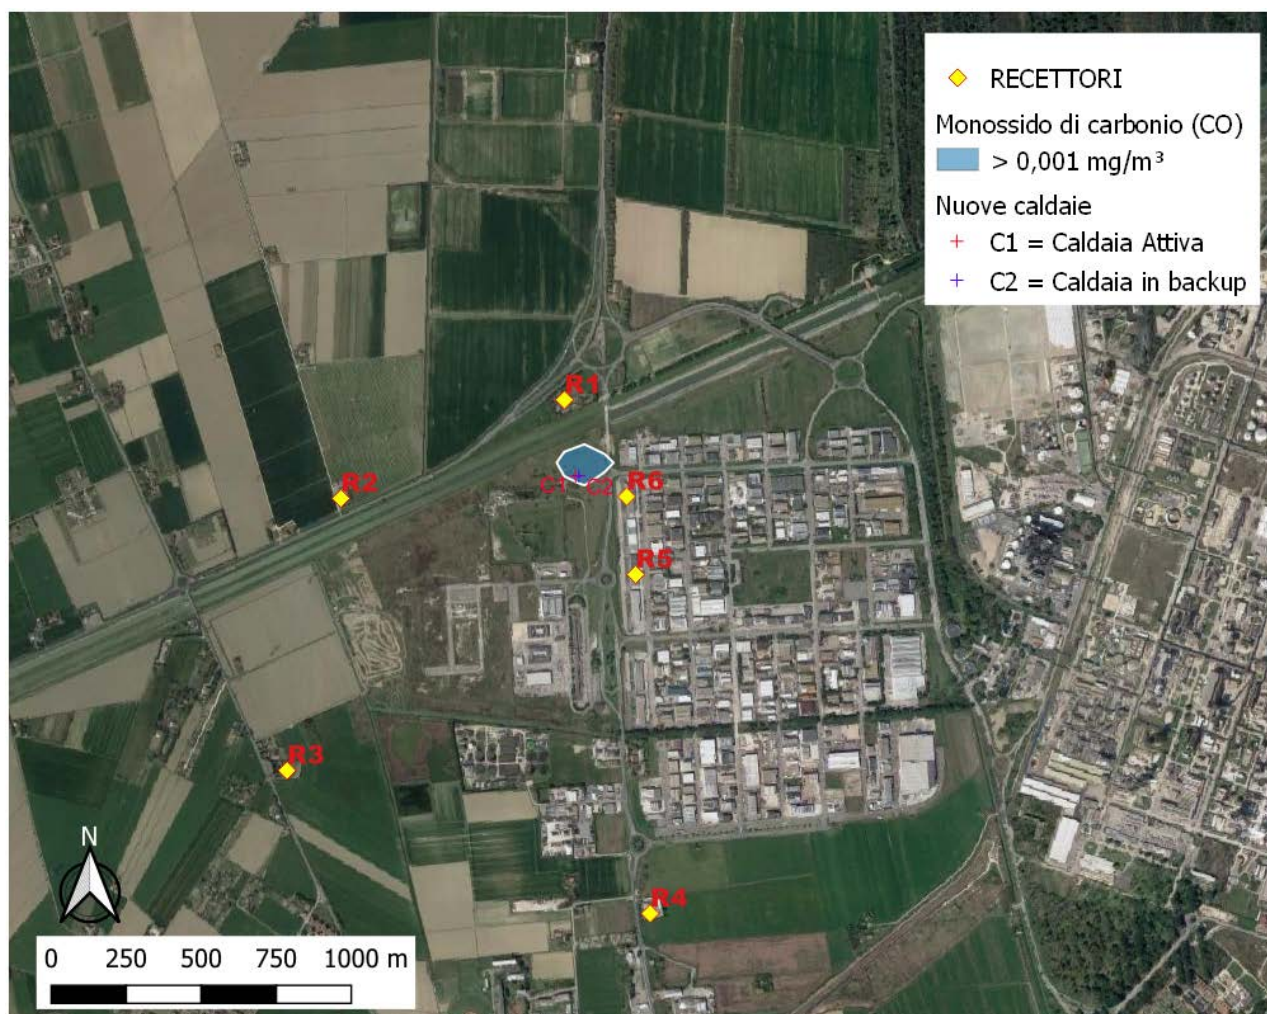 RECETTORI
Monossido di carbonio (CO)
> 0,001 mg/m³
Nuove caldaie
C1 = Caldaia Attiva
C2 = Caldaia in backup
R1
R2
C1
C2
R6
R5
R3
R4
N
0 250 500 750 1000 m